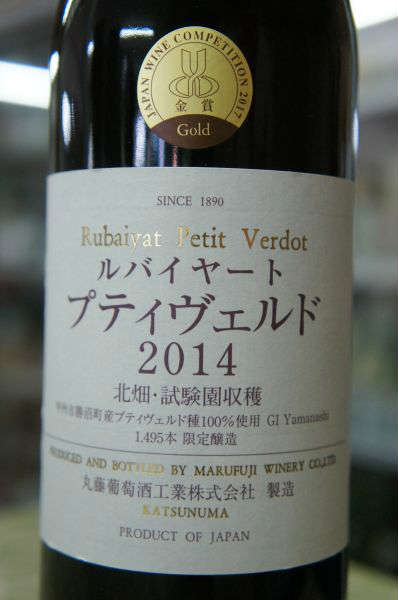 JAPAN WINE COMPETITION 2017
金賞
Gold
SINCE 1890
Rubaiyat Petit Verdot
ルバイヤート
プティヴェルド
2014
北畑・試験園収穫
甲州市勝沼町産プティヴェルド種100%使用 GI Yamanashi
1,495本 限定醸造
PRODUCED AND BOTTLED BY MARUFUJI WINERY CO.,LTD
丸藤葡萄酒工業株式会社 製造
KATSUNUMA
PRODUCT OF JAPAN